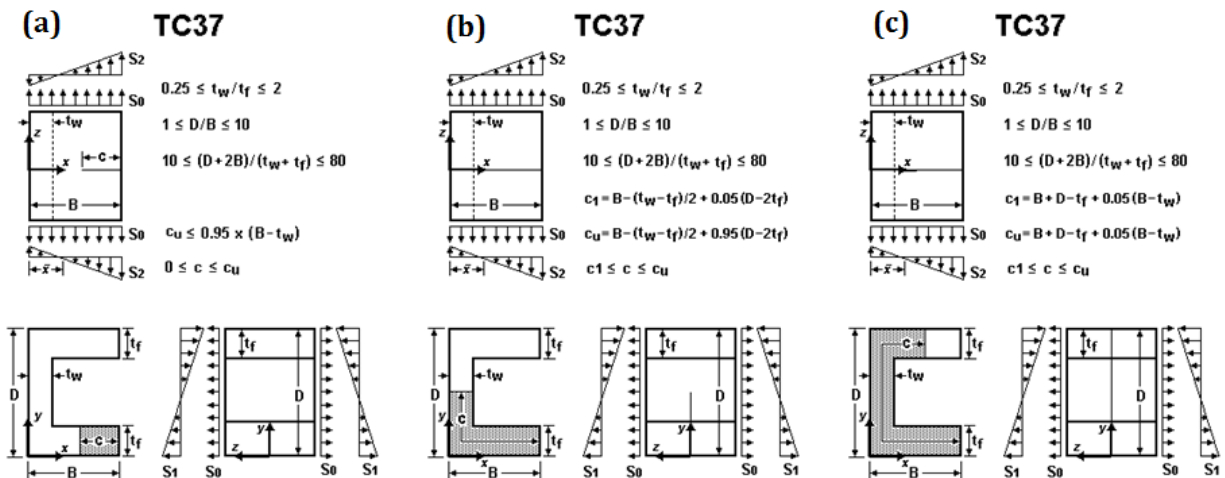 (a) TC37
S2
0.25 ≤ tw/tf ≤ 2
S0
tw
z
1 ≤ D/B ≤ 10
x
c
10 ≤ (D+2B)/(tw+tf) ≤ 80
B
S0
cu ≤ 0.95 x (B-tw)
S2
x̄
0 ≤ c ≤ cu
D
tf
tw
y
x
c
tf
B
tf
D
y
z
S1 S0 S0 S1
(b) TC37
S2
0.25 ≤ tw/tf ≤ 2
S0
tw
z
1 ≤ D/B ≤ 10
x
10 ≤ (D+2B)/(tw+tf) ≤ 80
B
c1=B-(tw-tf)/2+0.05(D-2tf)
S0
cu=B-(tw-tf)/2+0.95(D-2tf)
S2
x̄
c1 ≤ c ≤ cu
D
tf
tw
c
y
x
tf
B
tf
D
y
z
S1 S0 S0 S1
(c) TC37
S2
0.25 ≤ tw/tf ≤ 2
S0
tw
z
1 ≤ D/B ≤ 10
x
10 ≤ (D+2B)/(tw+tf) ≤ 80
B
c1=B+D-tf+0.05(B-tw)
S0
cu=B+D-tf+0.05(B-tw)
S2
x̄
c1 ≤ c ≤ cu
D
c
tf
tw
y
x
tf
B
tf
D
y
z
S1 S0 S0 S1